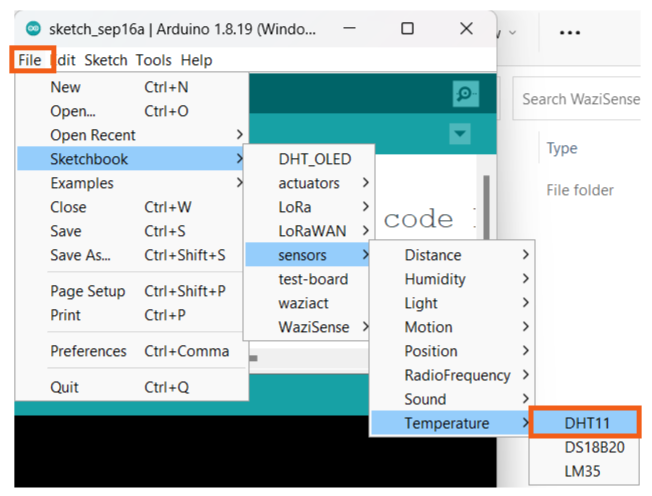 sketch_sep16a | Arduino 1.8.19 (Windo...
File Edit Sketch Tools Help
New Ctrl+N
Open... Ctrl+O
Open Recent
Sketchbook
Examples
Close Ctrl+W
Save Ctrl+S
Save As... Ctrl+Shift+S
Page Setup Ctrl+Shift+P
Print Ctrl+P
Preferences Ctrl+Comma
Quit Ctrl+Q
DHT_OLED
actuators
LoRa
LoRaWAN
sensors
test-board
waziact
WaziSense
Distance
Humidity
Light
Motion
Position
RadioFrequency
Sound
Temperature
DHT11
DS18B20
LM35
code
Search WaziSense
Type
File folder